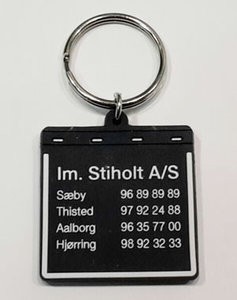 Im. Stiholt A/S
Sæby 96 89 89 89
Thisted 97 92 24 88
Aalborg 96 35 77 00
Hjørring 98 92 32 33